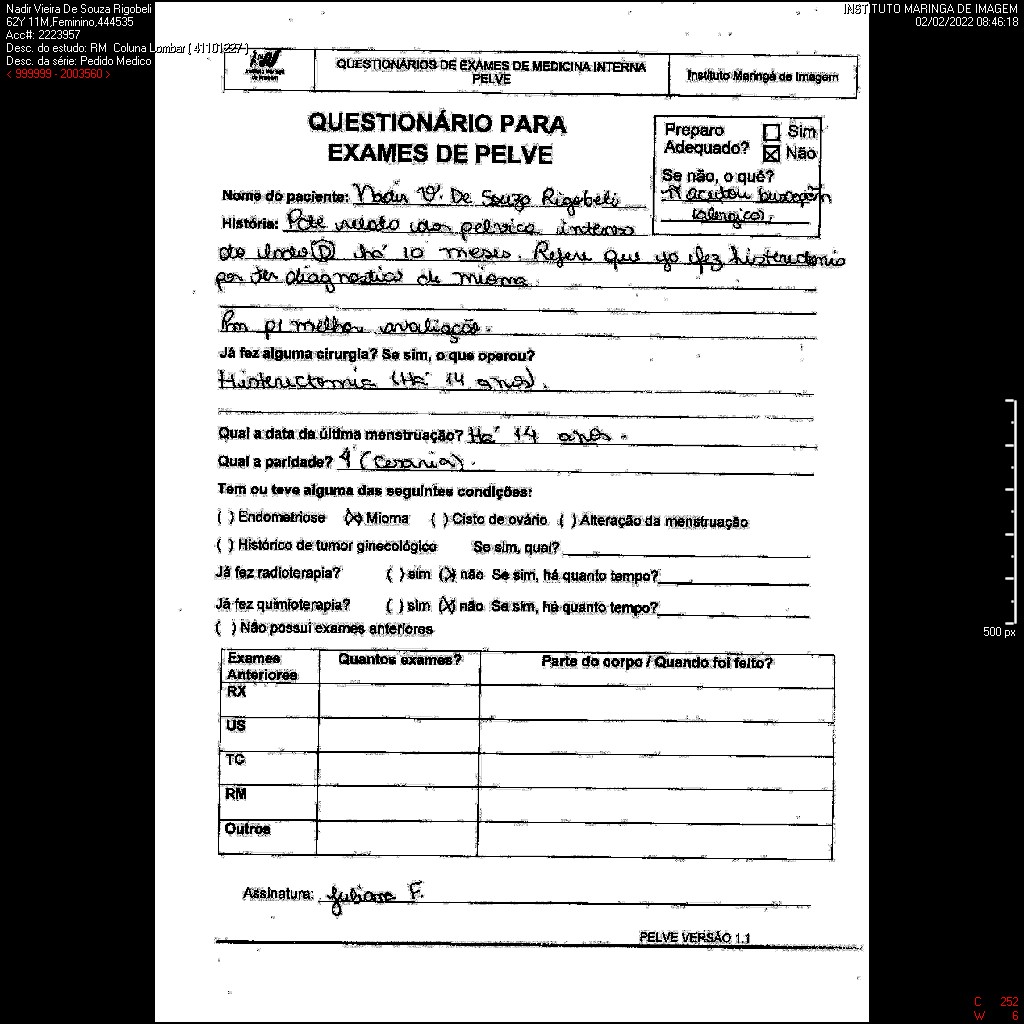 Nadir Vieira De Souza Rigobeli
62Y 11M,Feminino,444535
Acc#: 2223957
Desc. do estudo: RM Coluna Lombar ( 41101227 )
Desc. da série: Pedido Medico
< 999999 - 2003560 >
INSTITUTO MARINGA DE IMAGEM
02/02/2022 08:46:18
QUESTIONÁRIOS DE EXAMES DE MEDICINA INTERNA
PELVE
Instituto Maringá de Imagem
QUESTIONÁRIO PARA
EXAMES DE PELVE
Preparo
Adequado?
Sim
Não
Se não, o quê?
Ñ aceitou buscopan
(alergica).
Nome do paciente: Nadir V. De Souza Rigobeli
História: Pcte relata dor pelvica intensa
do lado (D) há 10 meses. Refere que ja fez histerectomia
por ter diagnostico de mioma.
Rm p/ melhor avaliação.
Já fez alguma cirurgia? Se sim, o que operou?
Histerectomia (Há 14 anos).
Qual a data da última menstruação? Há 14 anos.
Qual a paridade? (Cesaria).
Tem ou teve alguma das seguintes condições:
( ) Endometriose (X) Mioma ( ) Cisto de ovário ( ) Alteração da menstruação
( ) Histórico de tumor ginecológico Se sim, qual?
Já fez radioterapia? ( ) sim (X) não Se sim, há quanto tempo?
Já fez quimioterapia? ( ) sim (X) não Se sim, há quanto tempo?
( ) Não possui exames anteriores
Exames Anteriores Quantos exames? Parte do corpo / Quando foi feito?
RX
US
TC
RM
Outros
Assinatura: Juliana F.
PELVE VERSÃO 1.1
500 px
C 252
W 6